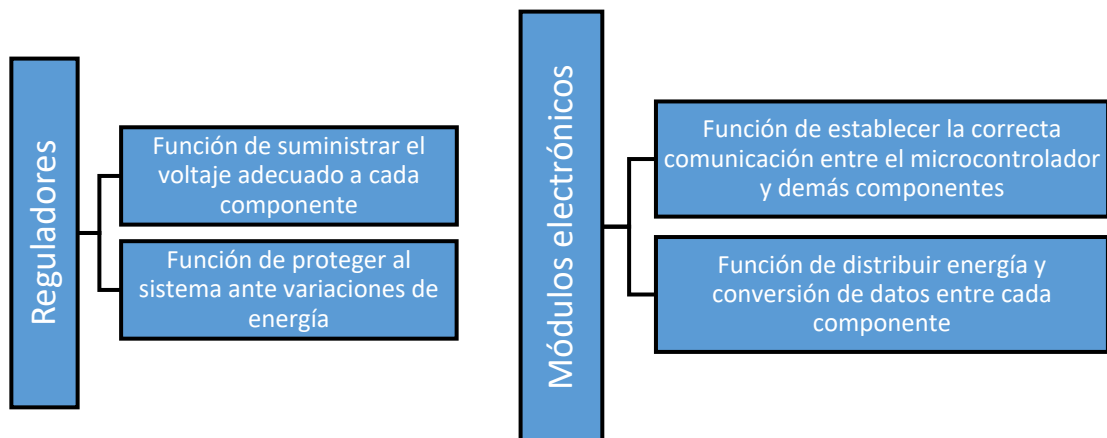 Reguladores
Función de suministrar el
voltaje adecuado a cada
componente
Función de proteger al
sistema ante variaciones de
energía
Módulos electrónicos
Función de establecer la correcta
comunicación entre el microcontrolador
y demás componentes
Función de distribuir energía y
conversión de datos entre cada
componente